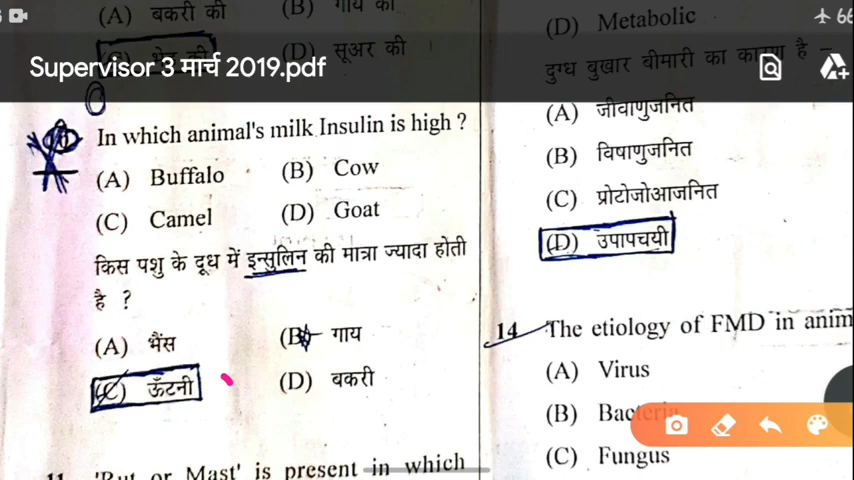 (A) बकरी की
(B) गाय की
(D) सूअर की
Supervisor 3 मार्च 2019.pdf
In which animal's milk Insulin is high ?
(A) Buffalo
(B) Cow
(C) Camel
(D) Goat
किस पशु के दूध में इन्सुलिन की मात्रा ज्यादा होती
है ?
(A) भैंस
(B) गाय
(C) ऊँटनी
(D) बकरी
'Rut or Mast' is present in which
(D) Metabolic
दुग्ध बुखार बीमारी का कारण है –
(A) जीवाणुजनित
(B) विषाणुजनित
(C) प्रोटोजोआजनित
(D) उपापचयी
14 The etiology of FMD in anim
(A) Virus
(B) Bacteria
(C) Fungus
66